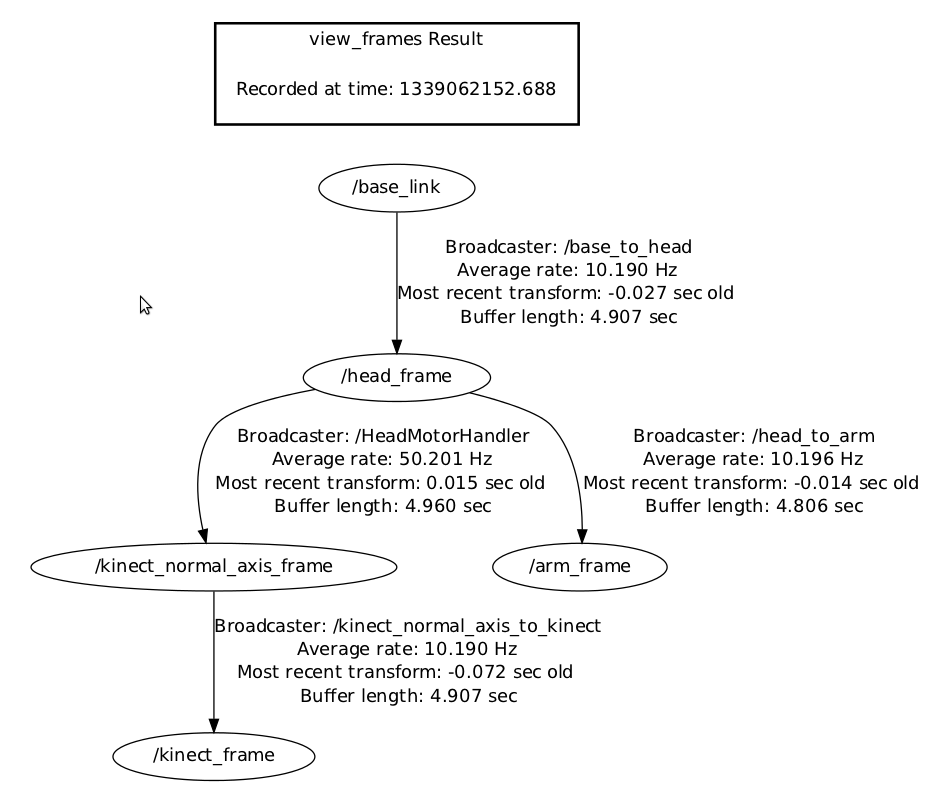 view_frames Result
Recorded at time: 1339062152.688
/base_link
Broadcaster: /base_to_head
Average rate: 10.190 Hz
Most recent transform: -0.027 sec old
Buffer length: 4.907 sec
/head_frame
Broadcaster: /HeadMotorHandler
Average rate: 50.201 Hz
Most recent transform: 0.015 sec old
Buffer length: 4.960 sec
Broadcaster: /head_to_arm
Average rate: 10.196 Hz
Most recent transform: -0.014 sec old
Buffer length: 4.806 sec
/kinect_normal_axis_frame
/arm_frame
Broadcaster: /kinect_normal_axis_to_kinect
Average rate: 10.190 Hz
Most recent transform: -0.072 sec old
Buffer length: 4.907 sec
/kinect_frame